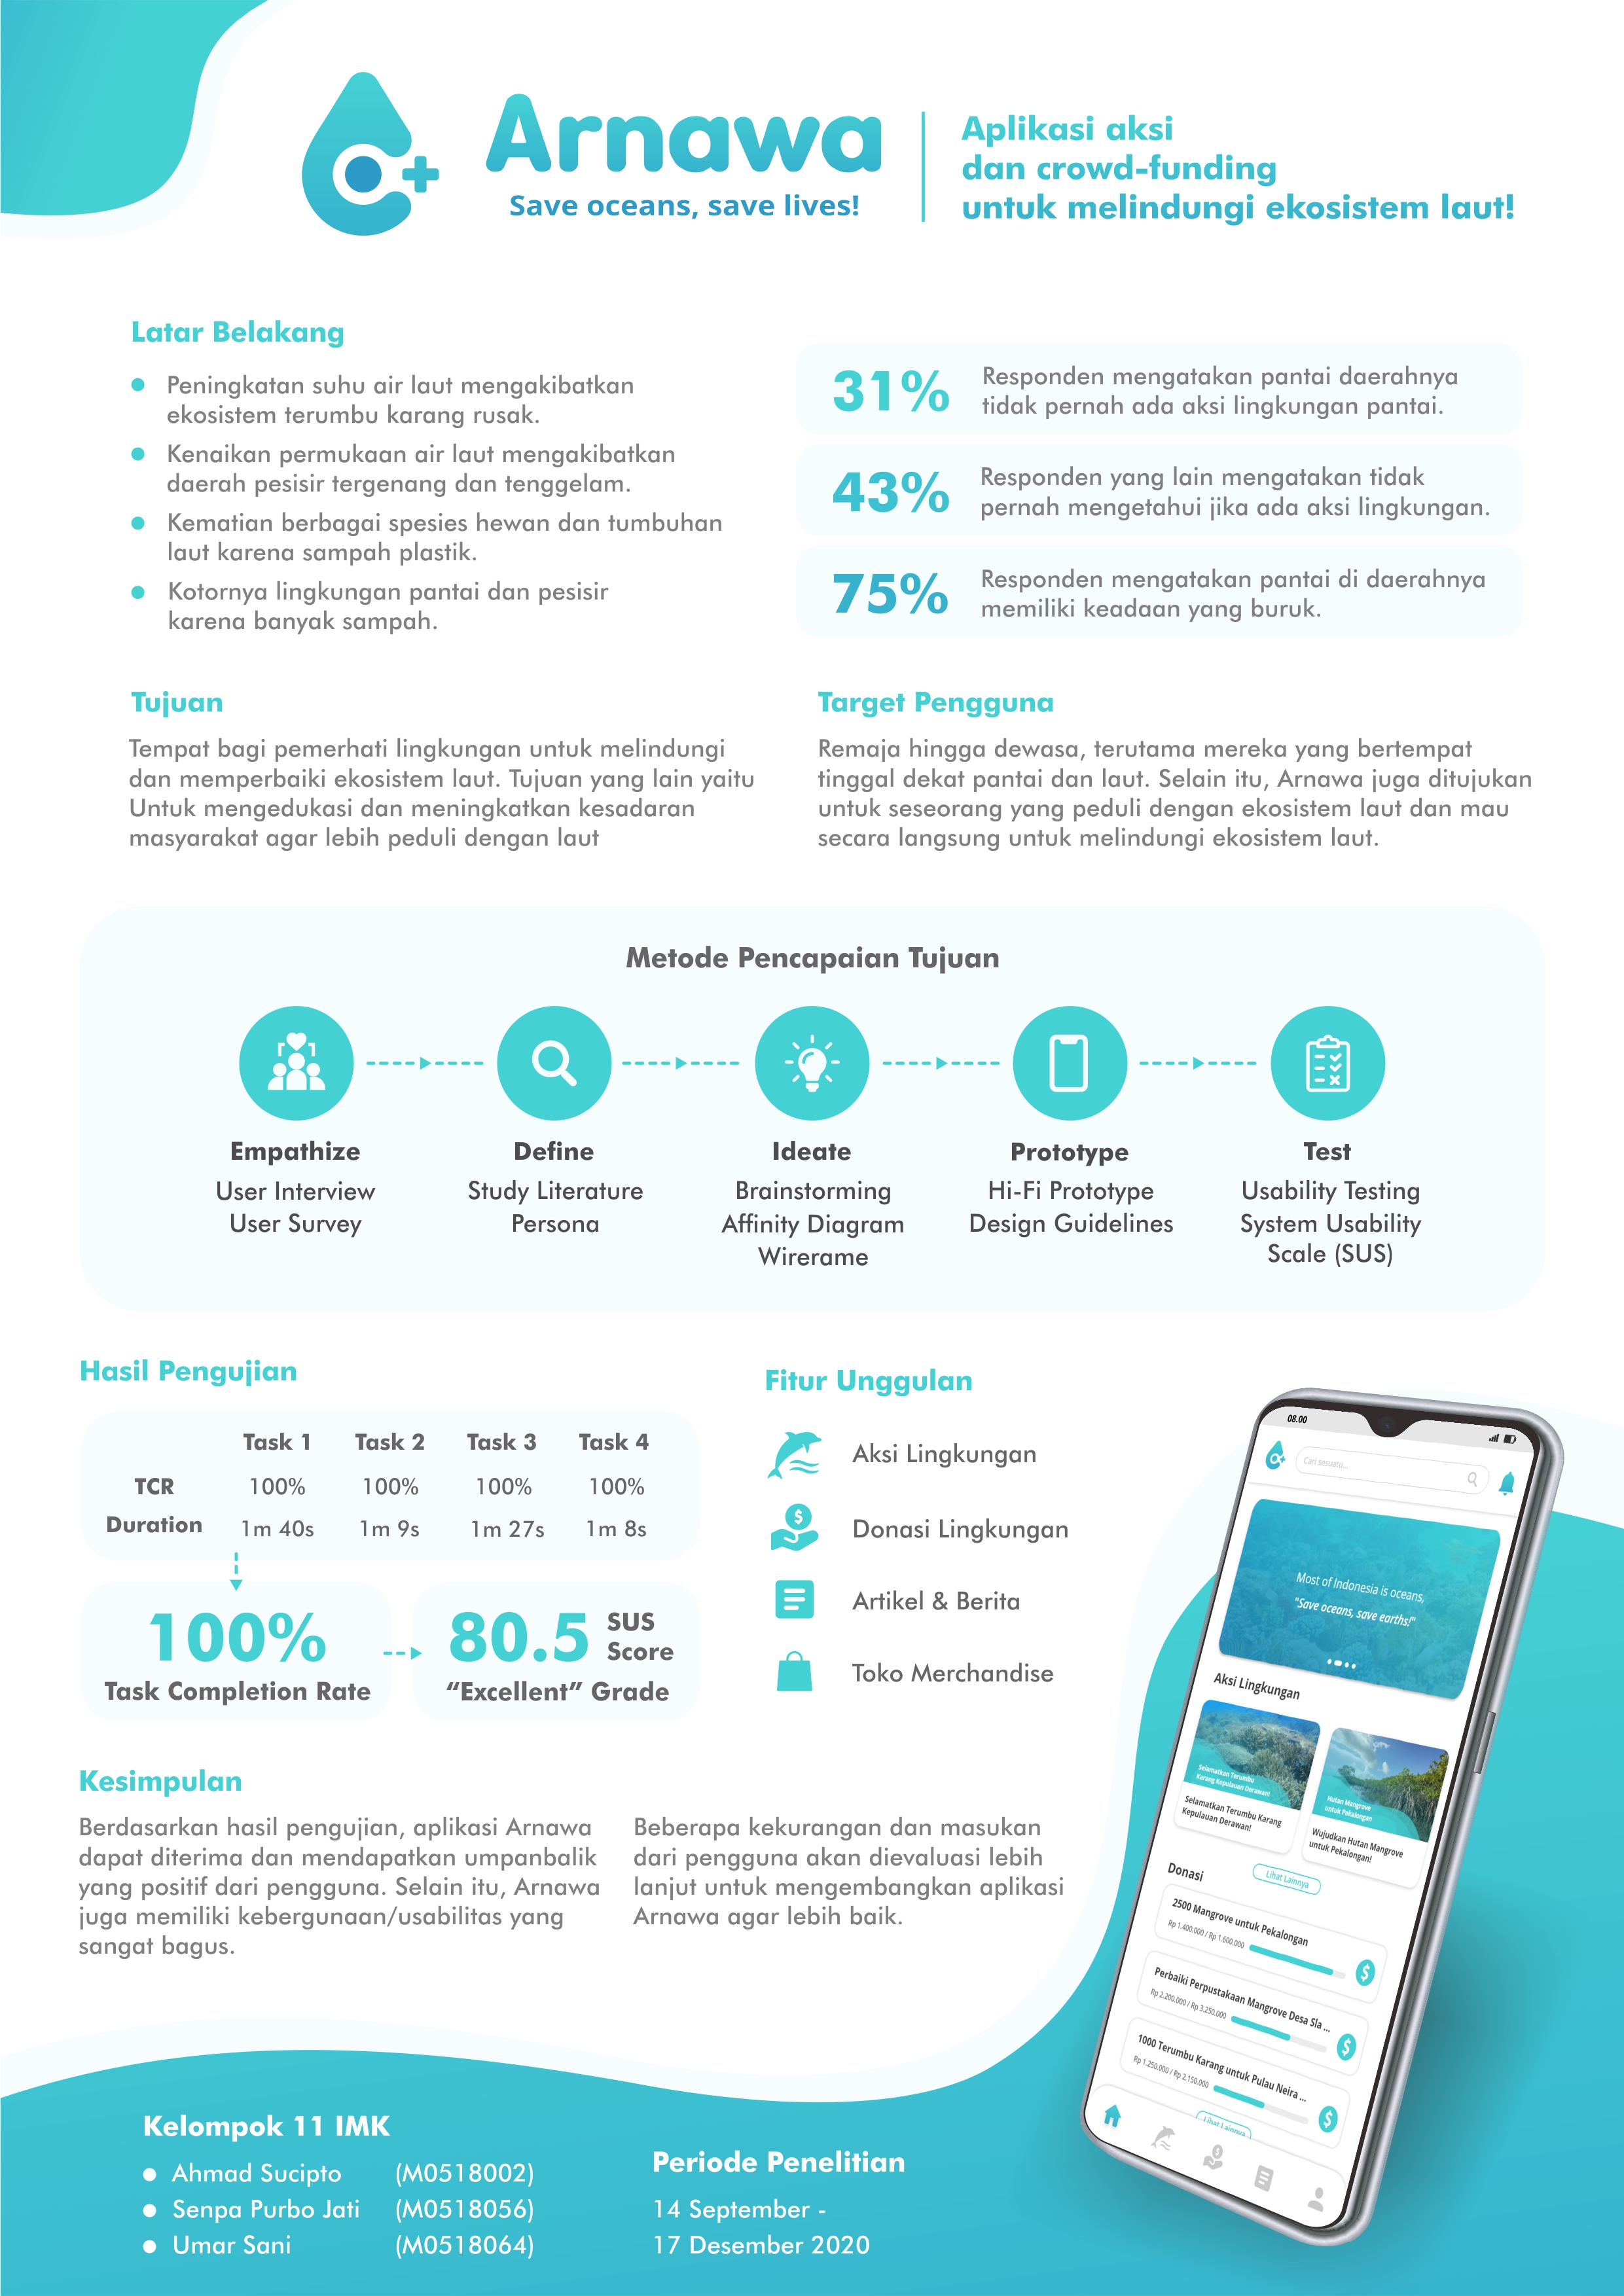 Arnawa
Save oceans, save lives!
Aplikasi aksi
dan crowd-funding
untuk melindungi ekosistem laut!
Latar Belakang
Peningkatan suhu air laut mengakibatkan
ekosistem terumbu karang rusak.
Kenaikan permukaan air laut mengakibatkan
daerah pesisir tergenang dan tenggelam.
Kematian berbagai spesies hewan dan tumbuhan
laut karena sampah plastik.
Kotornya lingkungan pantai dan pesisir
karena banyak sampah.
31%
Responden mengatakan pantai daerahnya
tidak pernah ada aksi lingkungan pantai.
43%
Responden yang lain mengatakan tidak
pernah mengetahui jika ada aksi lingkungan.
75%
Responden mengatakan pantai di daerahnya
memiliki keadaan yang buruk.
Tujuan
Tempat bagi pemerhati lingkungan untuk melindungi
dan memperbaiki ekosistem laut. Tujuan yang lain yaitu
Untuk mengedukasi dan meningkatkan kesadaran
masyarakat agar lebih peduli dengan laut
Target Pengguna
Remaja hingga dewasa, terutama mereka yang bertempat
tinggal dekat pantai dan laut. Selain itu, Arnawa juga ditujukan
untuk seseorang yang peduli dengan ekosistem laut dan mau
secara langsung untuk melindungi ekosistem laut.
Metode Pencapaian Tujuan
Empathize
User Interview
User Survey
Define
Study Literature
Persona
Ideate
Brainstorming
Affinity Diagram
Wirerame
Prototype
Hi-Fi Prototype
Design Guidelines
Test
Usability Testing
System Usability
Scale (SUS)
Hasil Pengujian
Task 1 Task 2 Task 3 Task 4
TCR 100% 100% 100% 100%
Duration 1m 40s 1m 9s 1m 27s 1m 8s
100%
Task Completion Rate
80.5 SUS Score
“Excellent” Grade
Fitur Unggulan
Aksi Lingkungan
Donasi Lingkungan
Artikel & Berita
Toko Merchandise
08.00
Cari sesuatu...
Most of Indonesia is oceans,
"Save oceans, save earths!"
Aksi Lingkungan
Selamatkan Terumbu
Karang Kepulauan Derawan!
Selamatkan Terumbu Karang
Kepulauan Derawan!
Hutan Mangrove
untuk Pekalongan
Wujudkan Hutan Mangrove
untuk Pekalongan!
Lihat Lainnya
Donasi
2500 Mangrove untuk Pekalongan
Rp 1.400.000 / Rp 1.600.000
$
Perbaiki Perpustakaan Mangrove Desa Sla ...
Rp 2.200.000 / Rp 3.250.000
$
1000 Terumbu Karang untuk Pulau Neira ...
Rp 1.250.000 / Rp 2.150.000
$
Lihat Lainnya
Kesimpulan
Berdasarkan hasil pengujian, aplikasi Arnawa
dapat diterima dan mendapatkan umpanbalik
yang positif dari pengguna. Selain itu, Arnawa
juga memiliki kebergunaan/usabilitas yang
sangat bagus.
Beberapa kekurangan dan masukan
dari pengguna akan dievaluasi lebih
lanjut untuk mengembangkan aplikasi
Arnawa agar lebih baik.
Kelompok 11 IMK
Ahmad Sucipto (M0518002)
Senpa Purbo Jati (M0518056)
Umar Sani (M0518064)
Periode Penelitian
14 September -
17 Desember 2020